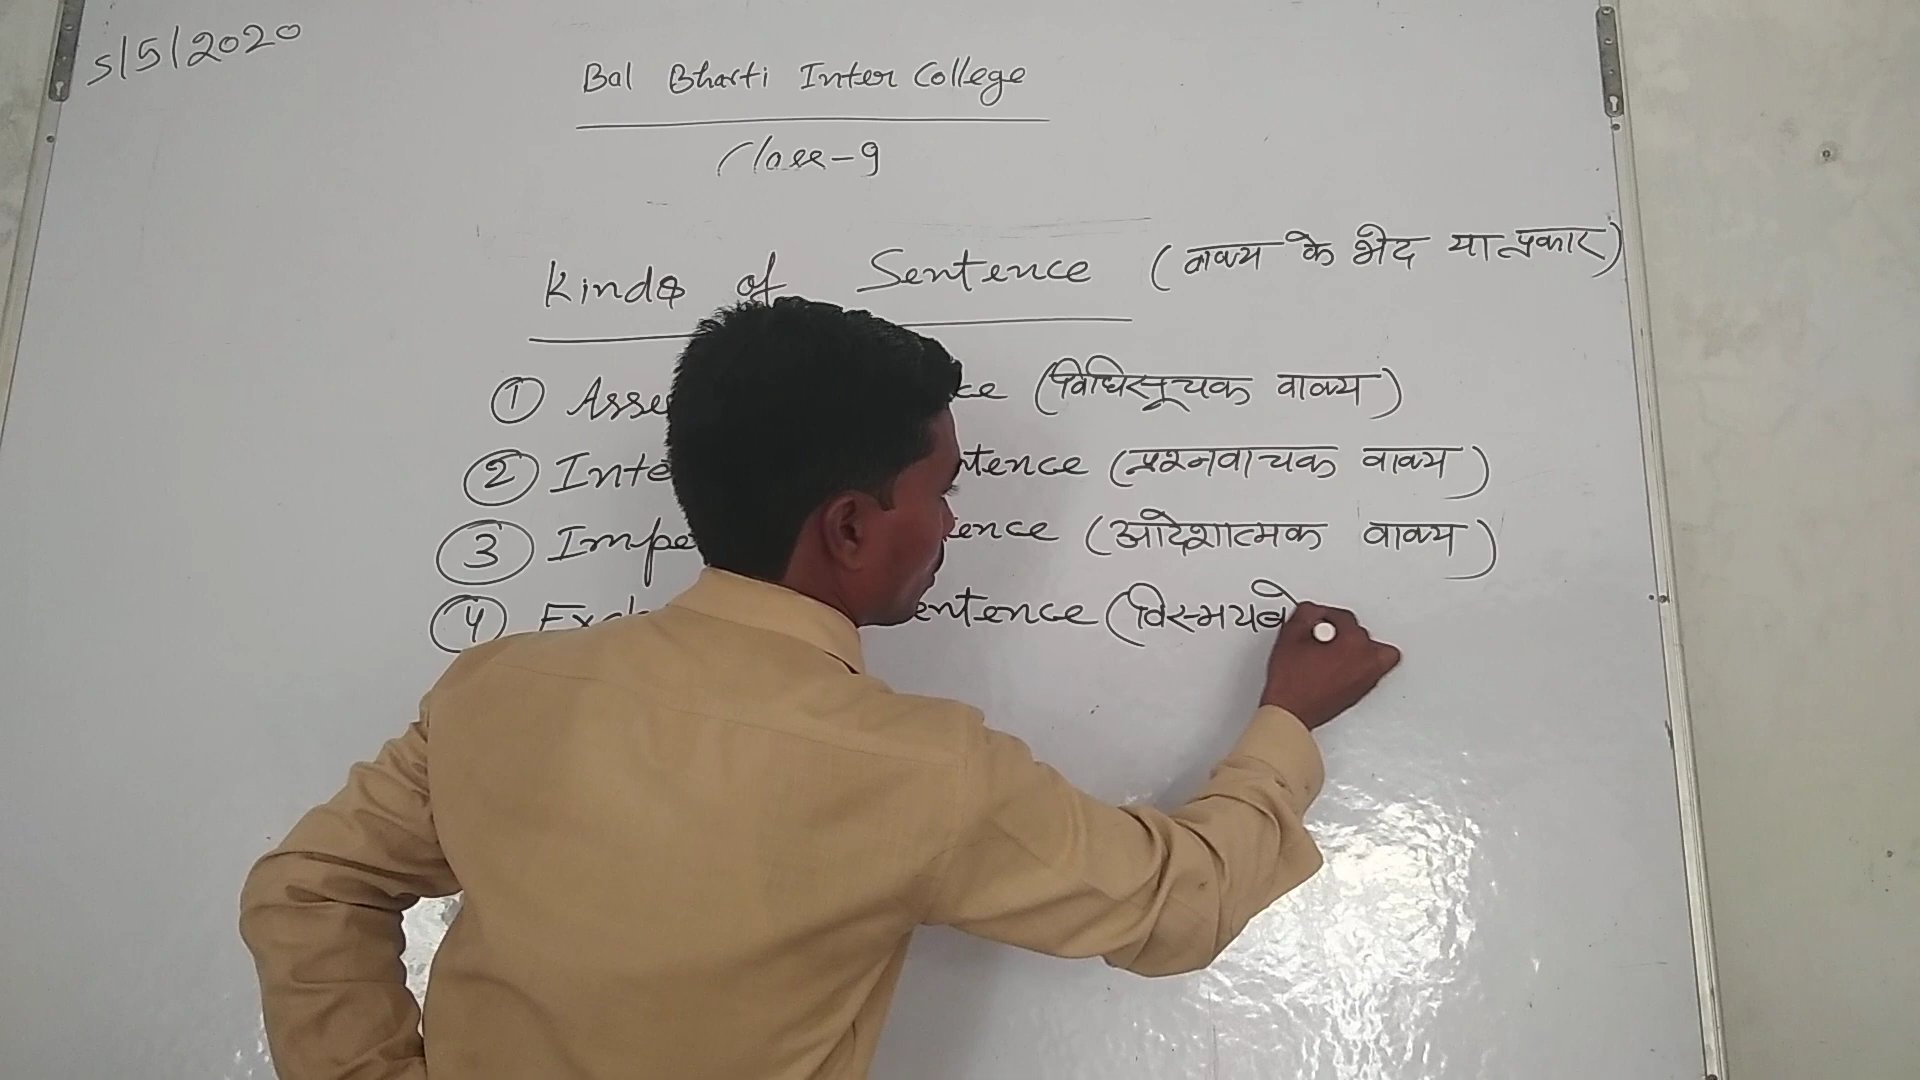 5/5/2020
Bal Bharti Inter College
Class-9
Kinds of Sentence (वाक्य के भेद या प्रकार)
① Asse ce (विधिसूचक वाक्य)
② Inte ntence (प्रश्नवाचक वाक्य)
③ Impe ence (आदेशात्मक वाक्य)
④ Excl entence (विस्मयबो